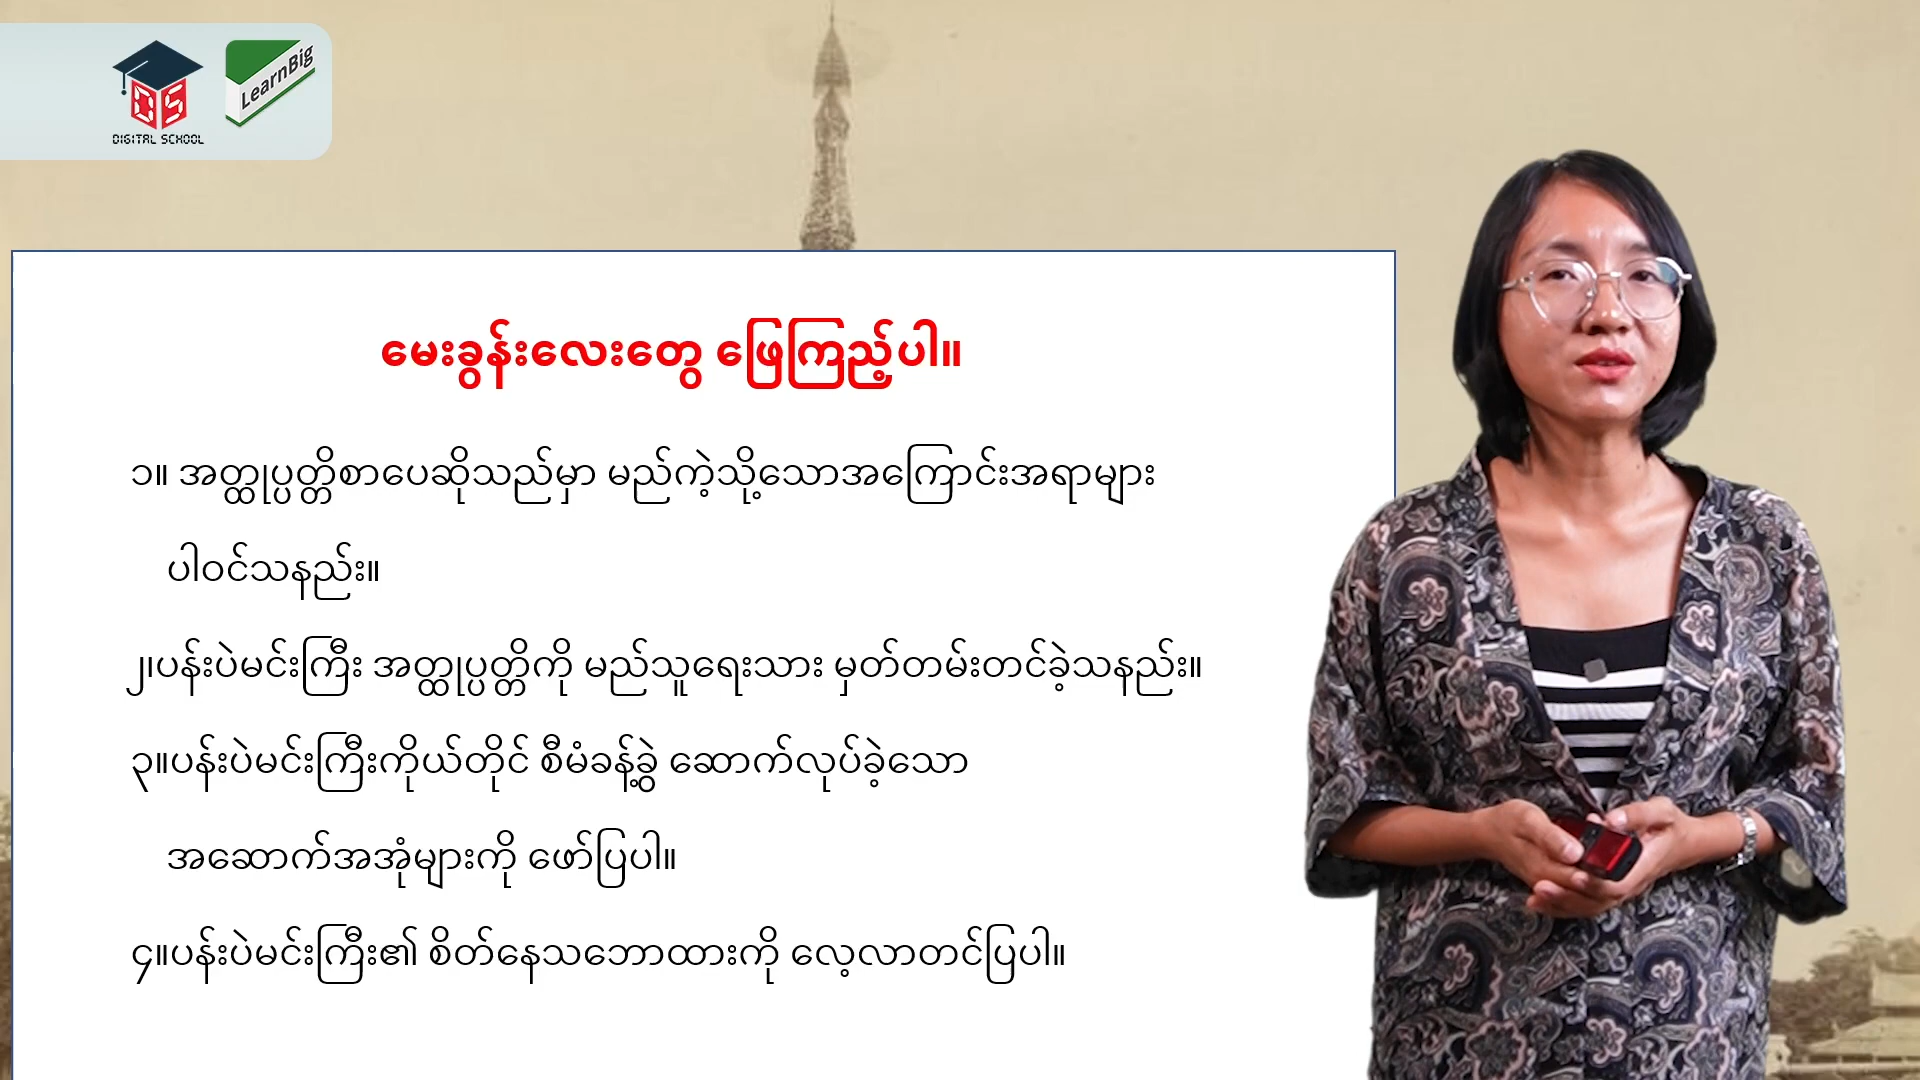 DS
DIGITAL SCHOOL
LearnBig
မေးခွန်းလေးတွေ ဖြေကြည့်ပါ။
၁။ အတ္ထုပ္ပတ္တိစာပေဆိုသည်မှာ မည်ကဲ့သို့သောအကြောင်းအရာများ
ပါဝင်သနည်း။
၂၊ပန်းပဲမင်းကြီး အတ္ထုပ္ပတ္တိကို မည်သူရေးသား မှတ်တမ်းတင်ခဲ့သနည်း။
၃။ပန်းပဲမင်းကြီးကိုယ်တိုင် စီမံခန့်ခွဲ ဆောက်လုပ်ခဲ့သော
အဆောက်အအုံများကို ဖော်ပြပါ။
၄။ပန်းပဲမင်းကြီး၏ စိတ်နေသဘောထားကို လေ့လာတင်ပြပါ။